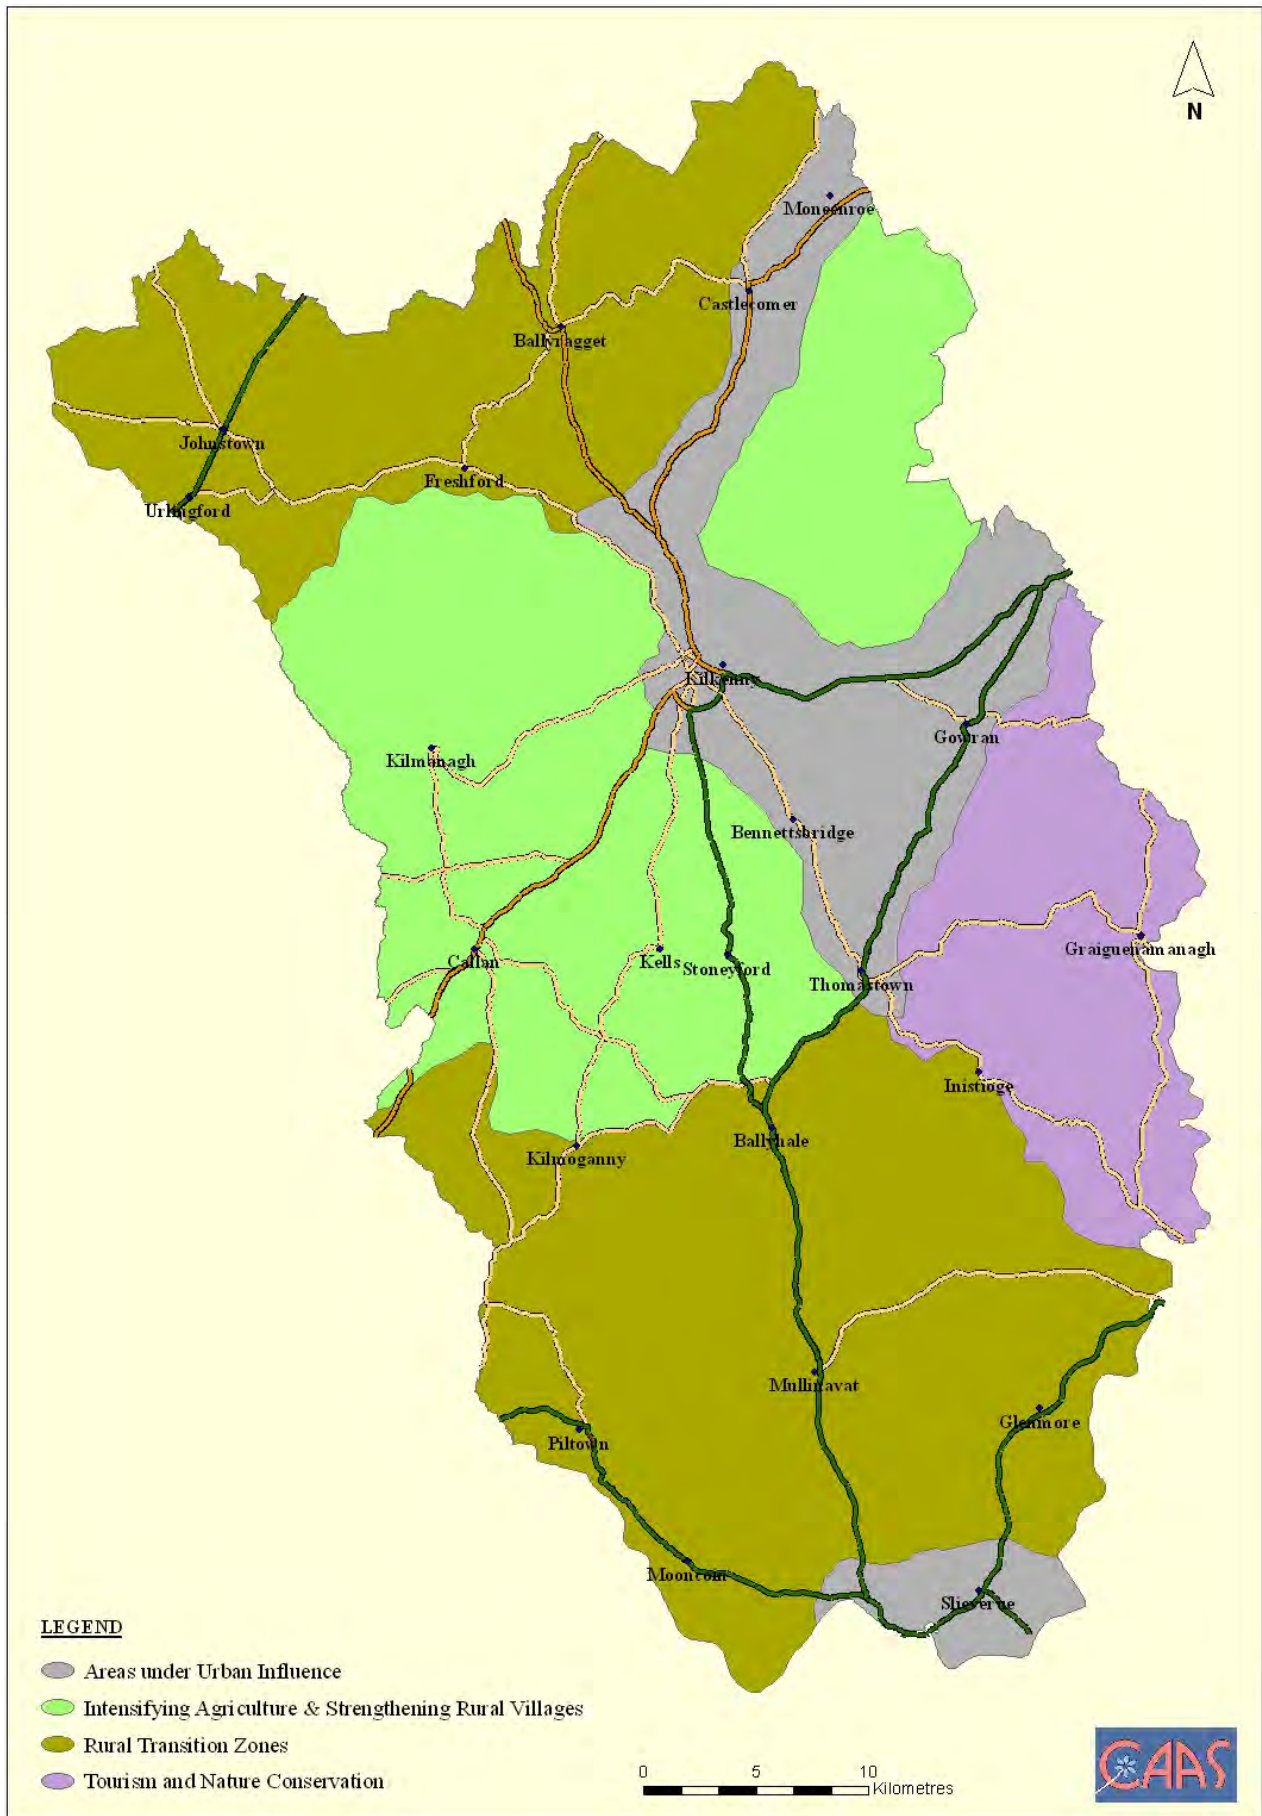 N
Moneenroe
Castlecomer
Ballyragget
Johnstown
Freshford
Urlingford
Kilkenny
Gowran
Kilmanagh
Bennettsbridge
Graiguenamanagh
Callan
Kells
Stoneyford
Thomastown
Inistioge
Ballyhale
Kilmoganny
Mullinavat
Glenmore
Piltown
Mooncoin
Slieverue
LEGEND
Areas under Urban Influence
Intensifying Agriculture & Strengthening Rural Villages
Rural Transition Zones
Tourism and Nature Conservation
0 5 10
Kilometres
CAAS